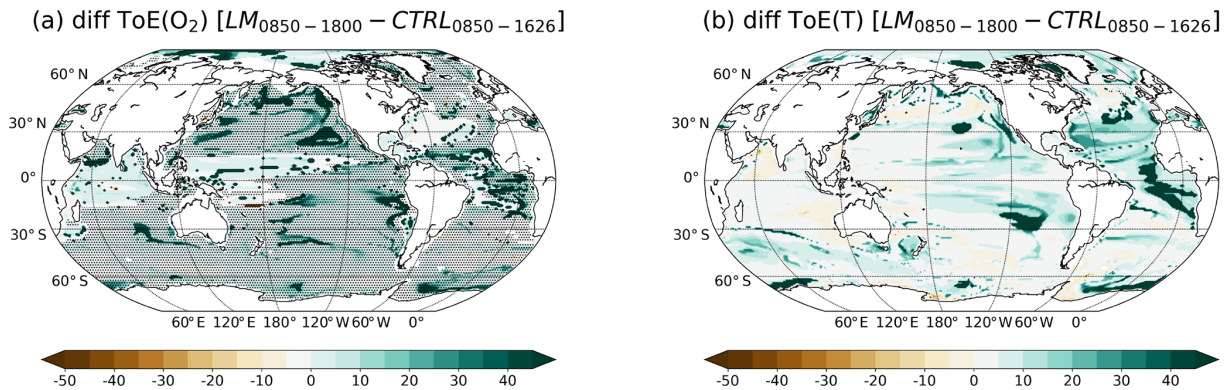 (a) diff ToE(O₂) [LM₀₈₅₀₋₁₈₀₀ − CTRL₀₈₅₀₋₁₆₂₆]
60°N
30°N
0°
30°S
60°S
60°E 120°E 180° 120°W 60°W 0°
-50 -40 -30 -20 -10 0 10 20 30 40
(b) diff ToE(T) [LM₀₈₅₀₋₁₈₀₀ − CTRL₀₈₅₀₋₁₆₂₆]
60°N
30°N
0°
30°S
60°S
60°E 120°E 180° 120°W 60°W 0°
-50 -40 -30 -20 -10 0 10 20 30 40